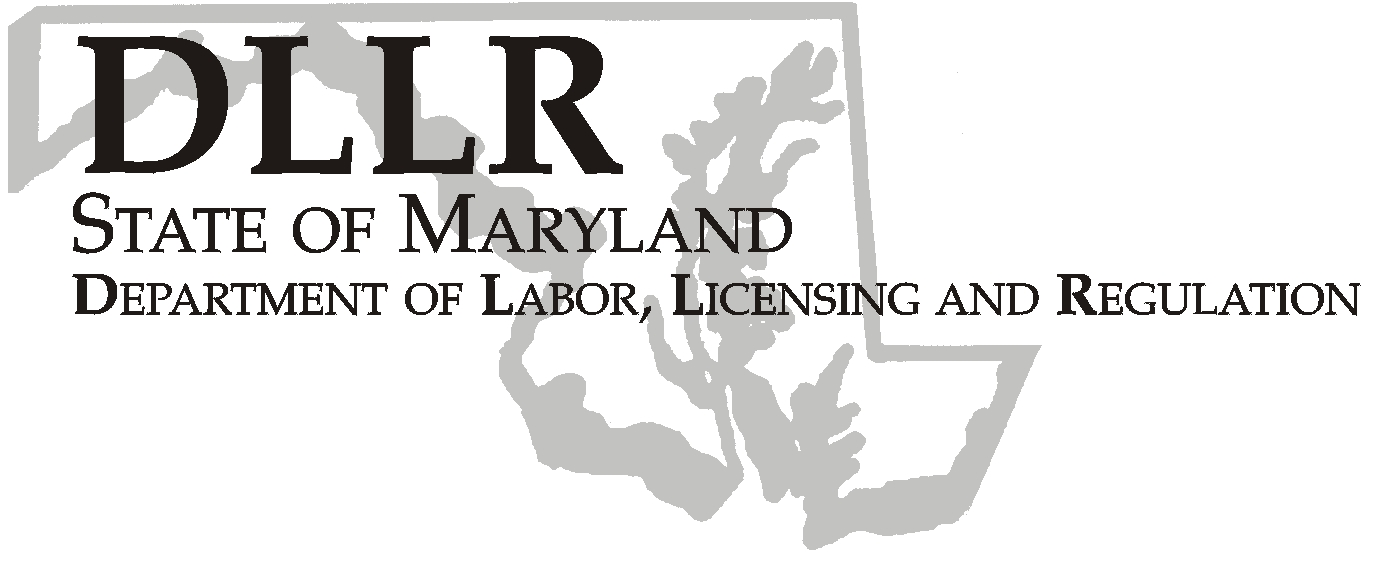 DLLR
STATE OF MARYLAND
DEPARTMENT OF LABOR, LICENSING AND REGULATION